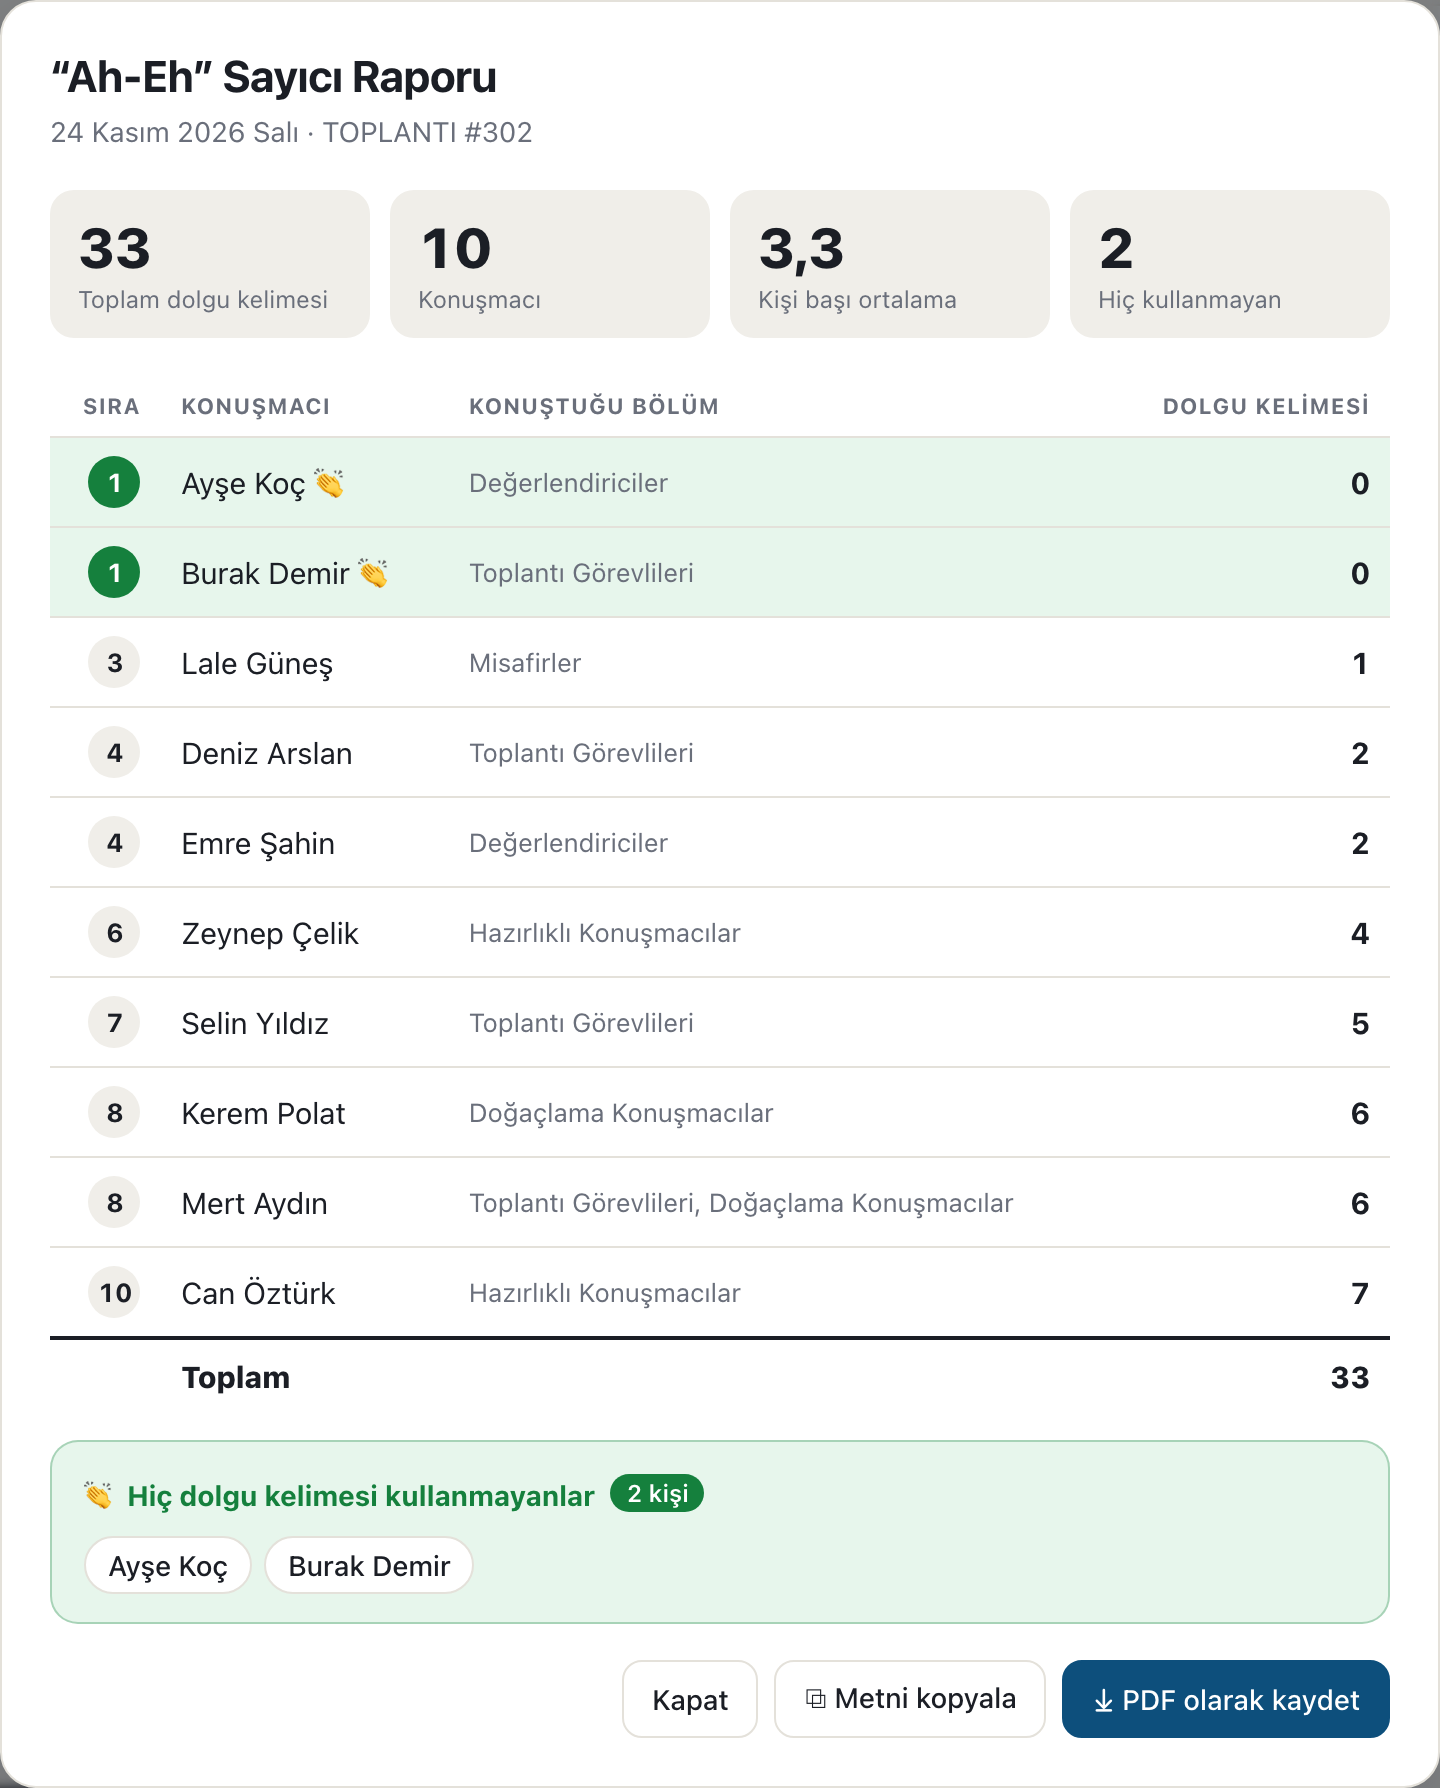 “Ah-Eh” Sayıcı Raporu
24 Kasım 2026 Salı · TOPLANTI #302
33
Toplam dolgu kelimesi
10
Konuşmacı
3,3
Kişi başı ortalama
2
Hiç kullanmayan
SIRA KONUŞMACI KONUŞTUĞU BÖLÜM DOLGU KELİMESİ
1 Ayşe Koç 👏 Değerlendiriciler 0
1 Burak Demir 👏 Toplantı Görevlileri 0
3 Lale Güneş Misafirler 1
4 Deniz Arslan Toplantı Görevlileri 2
4 Emre Şahin Değerlendiriciler 2
6 Zeynep Çelik Hazırlıklı Konuşmacılar 4
7 Selin Yıldız Toplantı Görevlileri 5
8 Kerem Polat Doğaçlama Konuşmacılar 6
8 Mert Aydın Toplantı Görevlileri, Doğaçlama Konuşmacılar 6
10 Can Öztürk Hazırlıklı Konuşmacılar 7
Toplam 33
👏 Hiç dolgu kelimesi kullanmayanlar 2 kişi
Ayşe Koç Burak Demir
Kapat Metni kopyala PDF olarak kaydet